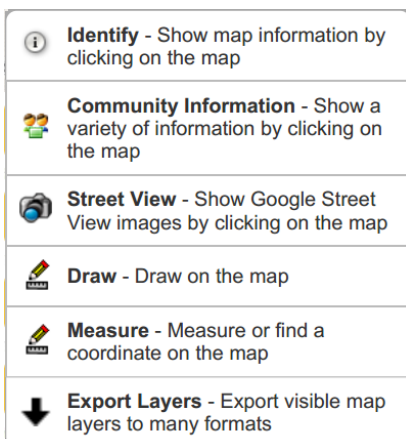 Identify - Show map information by
clicking on the map
Community Information - Show a
variety of information by clicking on
the map
Street View - Show Google Street
View images by clicking on the map
Draw - Draw on the map
Measure - Measure or find a
coordinate on the map
Export Layers - Export visible map
layers to many formats